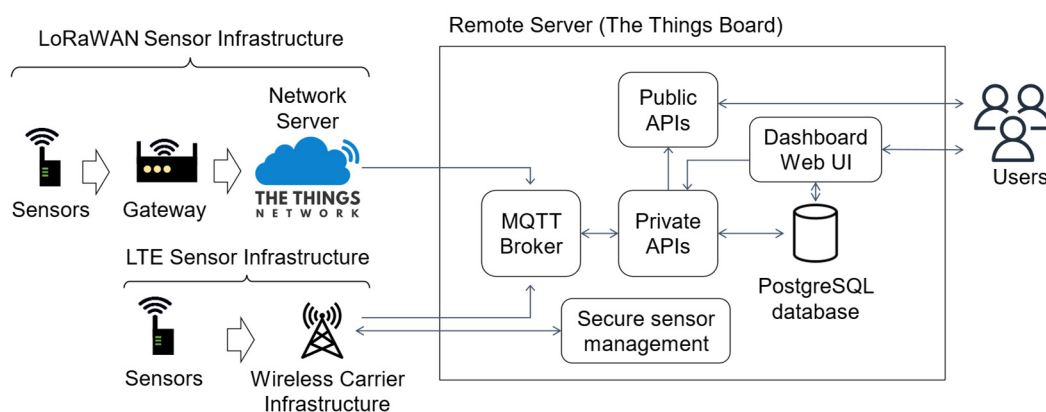 Remote Server (The Things Board)
LoRaWAN Sensor Infrastructure
Network
Server
THE THINGS
NETWORK
Sensors
Gateway
Public
APIs
Dashboard
Web UI
Users
MQTT
Broker
Private
APIs
PostgreSQL
database
LTE Sensor Infrastructure
Secure sensor
management
Sensors
Wireless Carrier
Infrastructure